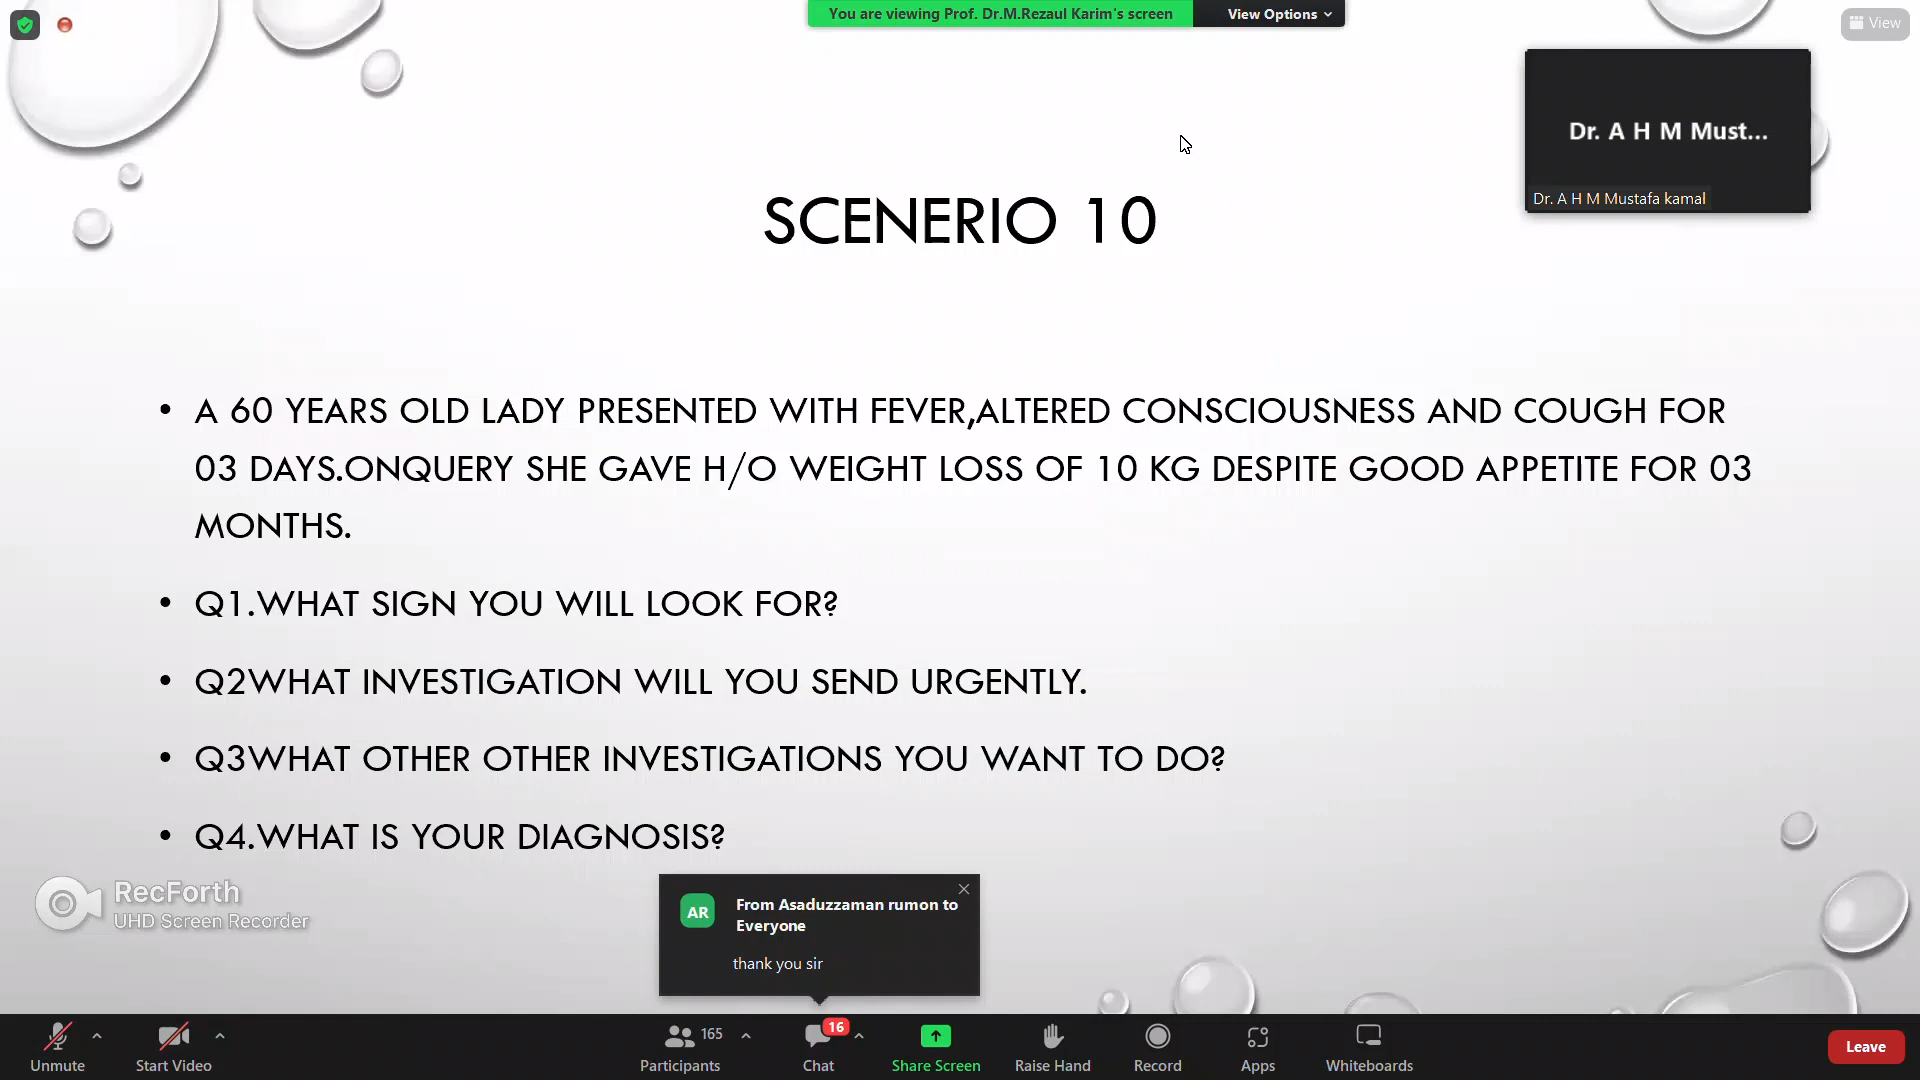 You are viewing Prof. Dr.M.Rezaul Karim's screen
View Options
View
Dr. A H M Must...
Dr. A H M Mustafa kamal
SCENERIO 10
• A 60 YEARS OLD LADY PRESENTED WITH FEVER,ALTERED CONSCIOUSNESS AND COUGH FOR
03 DAYS.ONQUERY SHE GAVE H/O WEIGHT LOSS OF 10 KG DESPITE GOOD APPETITE FOR 03
MONTHS.
• Q1.WHAT SIGN YOU WILL LOOK FOR?
• Q2WHAT INVESTIGATION WILL YOU SEND URGENTLY.
• Q3WHAT OTHER OTHER INVESTIGATIONS YOU WANT TO DO?
• Q4.WHAT IS YOUR DIAGNOSIS?
RecForth
UHD Screen Recorder
AR
From Asaduzzaman rumon to
Everyone
thank you sir
165
16
Unmute
Start Video
Participants
Chat
Share Screen
Raise Hand
Record
Apps
Whiteboards
Leave